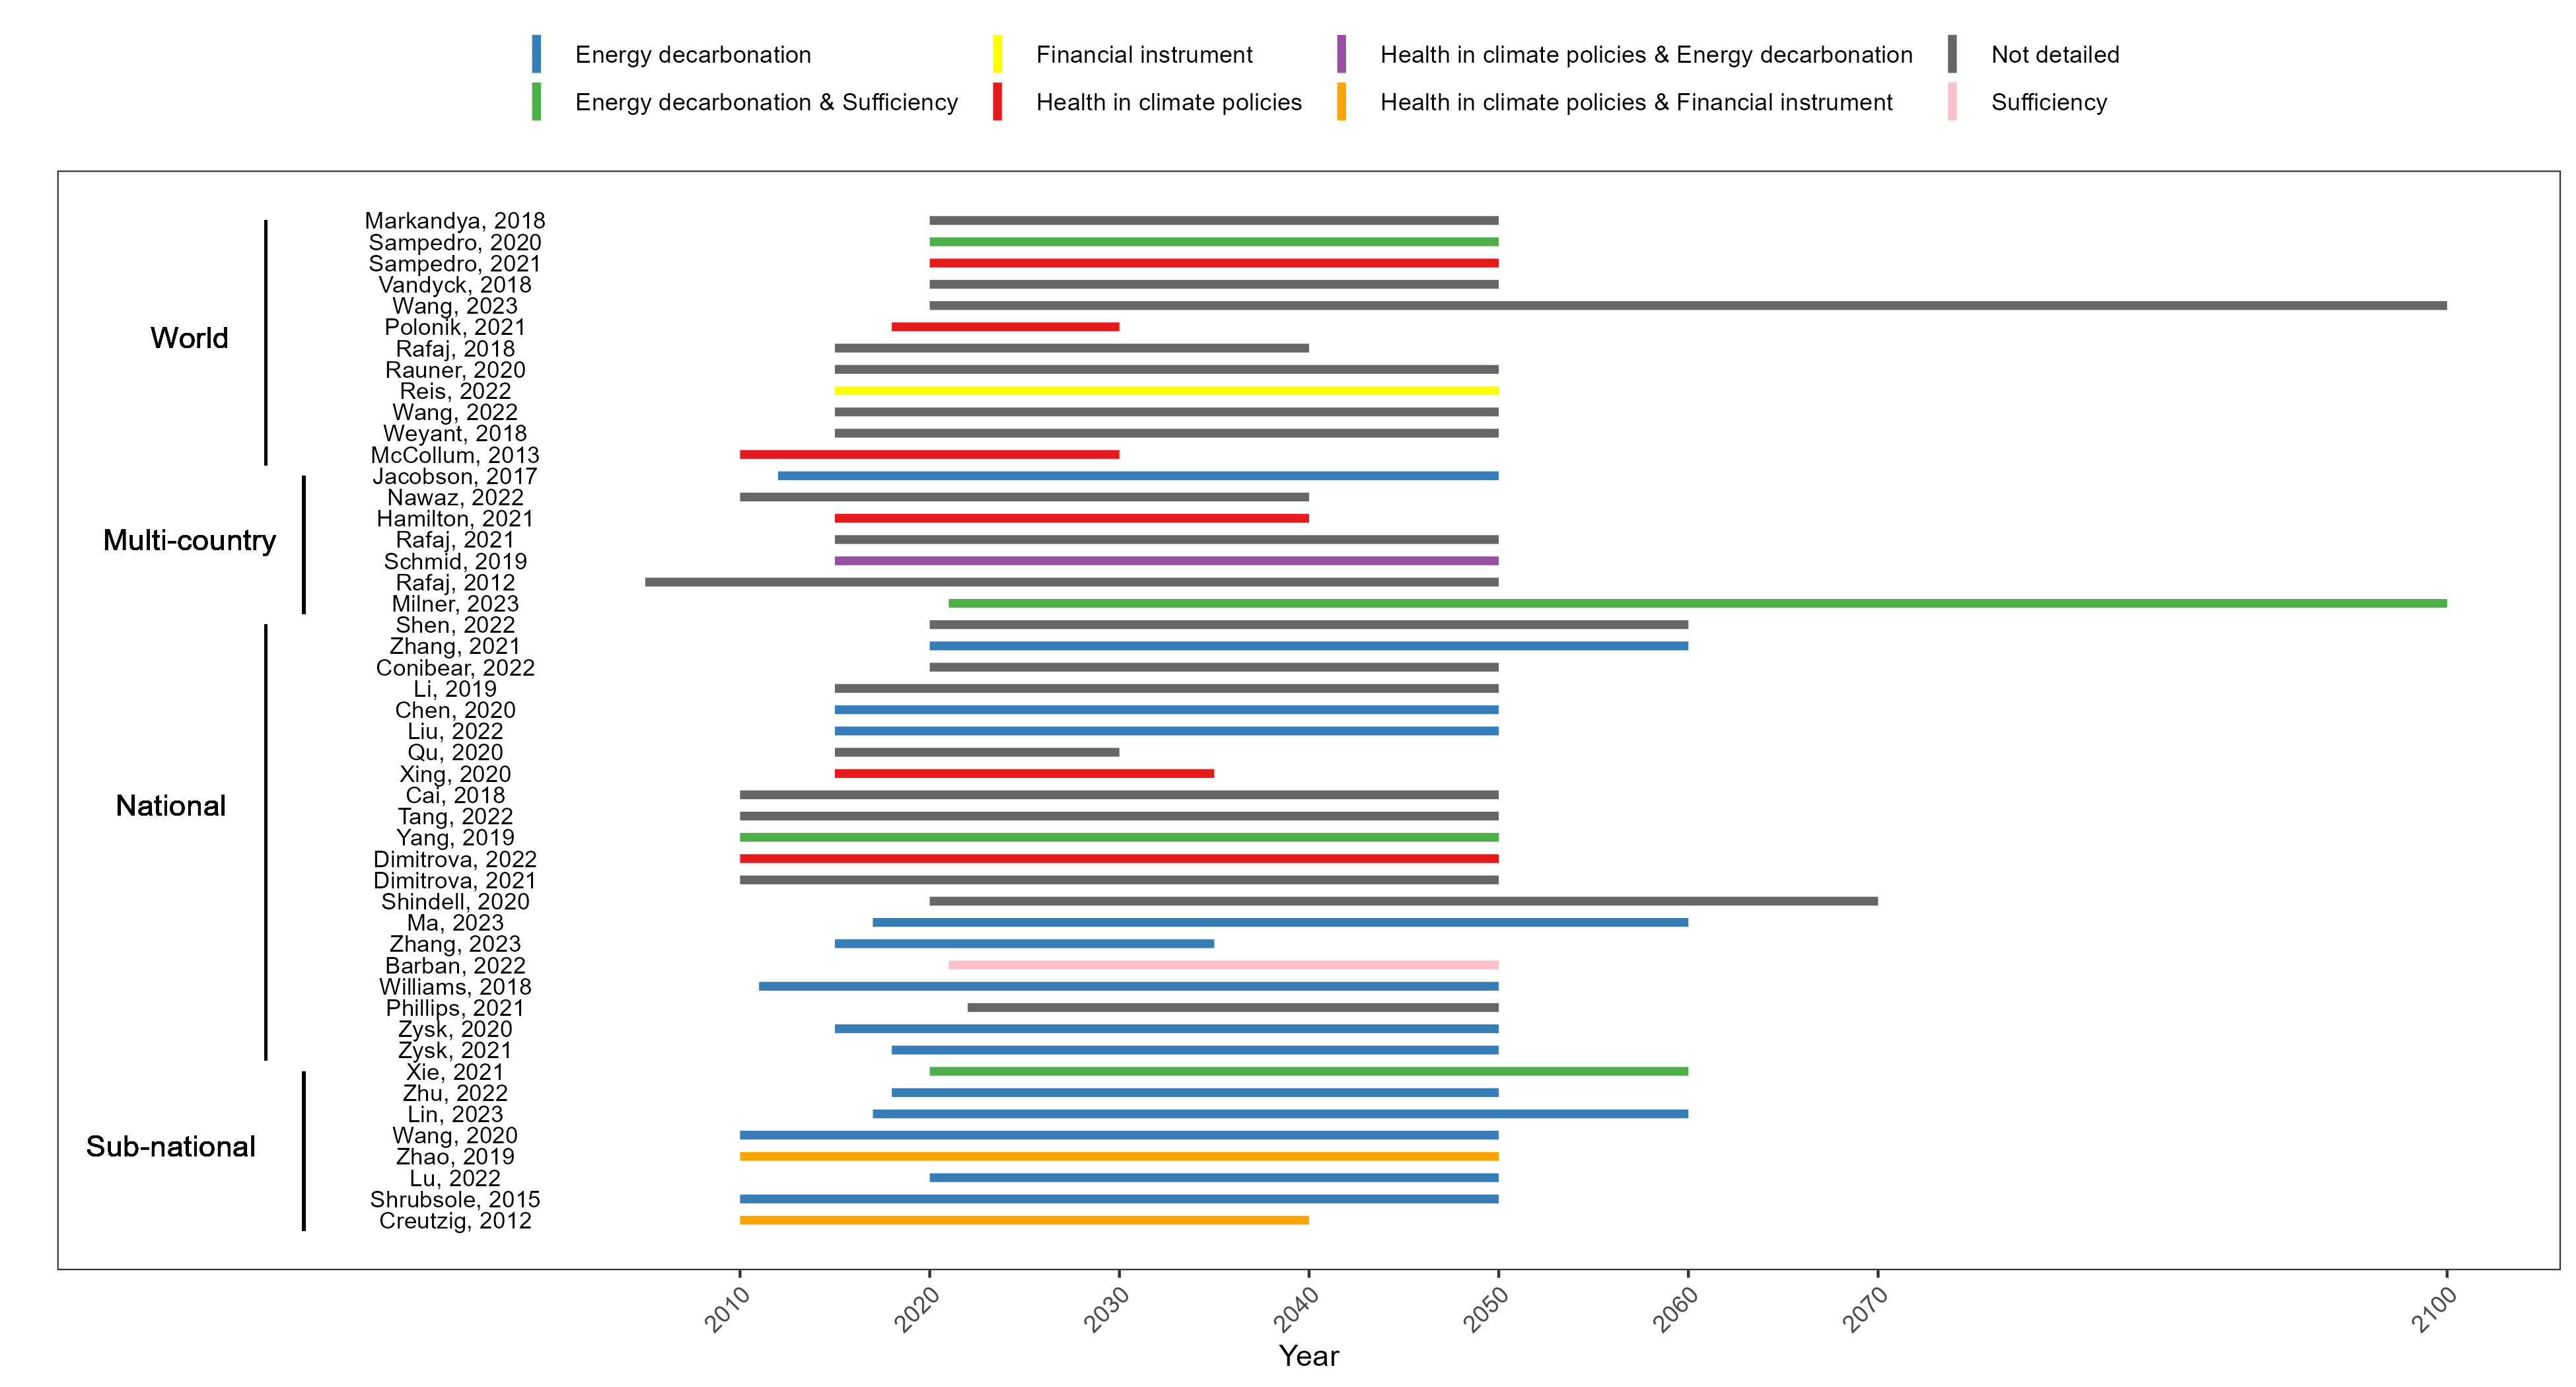 Energy decarbonation
Financial instrument
Health in climate policies & Energy decarbonation
Not detailed
Energy decarbonation & Sufficiency
Health in climate policies
Health in climate policies & Financial instrument
Sufficiency
World
Markandya, 2018
Sampedro, 2020
Sampedro, 2021
Vandyck, 2018
Wang, 2023
Polonik, 2021
Rafaj, 2018
Rauner, 2020
Reis, 2022
Wang, 2022
Weyant, 2018
McCollum, 2013
Multi-country
Jacobson, 2017
Nawaz, 2022
Hamilton, 2021
Rafaj, 2021
Schmid, 2019
Rafaj, 2012
Milner, 2023
National
Shen, 2022
Zhang, 2021
Conibear, 2022
Li, 2019
Chen, 2020
Liu, 2022
Qu, 2020
Xing, 2020
Cai, 2018
Tang, 2022
Yang, 2019
Dimitrova, 2022
Dimitrova, 2021
Shindell, 2020
Ma, 2023
Zhang, 2023
Barban, 2022
Williams, 2018
Phillips, 2021
Zysk, 2020
Zysk, 2021
Sub-national
Xie, 2021
Zhu, 2022
Lin, 2023
Wang, 2020
Zhao, 2019
Lu, 2022
Shrubsole, 2015
Creutzig, 2012
2010
2020
2030
2040
2050
2060
2070
2100
Year